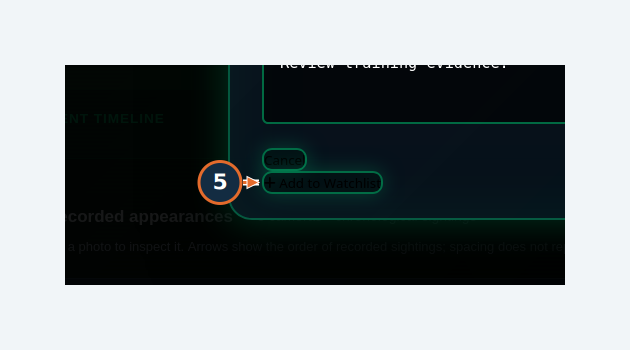 Review training evidence.
NT TIMELINE
Cancel
5 + Add to Watchlist
ecorded appearances
a photo to inspect it. Arrows show the order of recorded sightings, spacing does not re